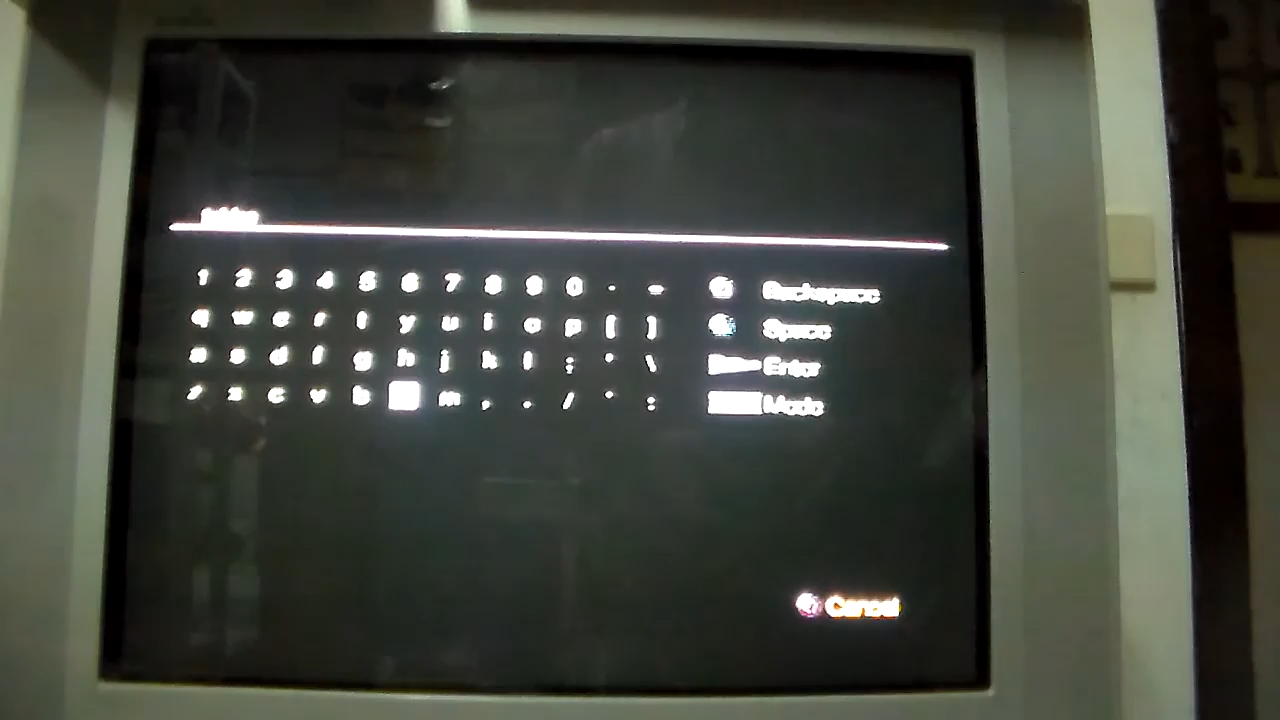 1 2 3 4 5 6 7 8 9 0 - = Backspace
q w e r t y u i o p [ ] Space
a s d f g h j k l ; ' \ Enter
z x c v b m , . / : Mode
Cancel